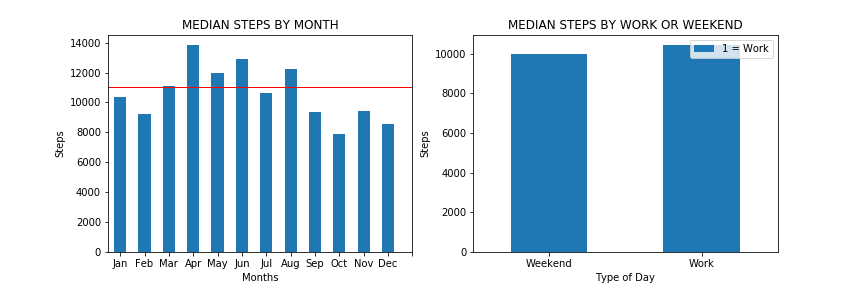 MEDIAN STEPS BY MONTH
14000
12000
10000
8000
6000
4000
2000
0
Steps
Jan Feb Mar Apr May Jun Jul Aug Sep Oct Nov Dec
Months
MEDIAN STEPS BY WORK OR WEEKEND
1 = Work
10000
8000
6000
4000
2000
0
Steps
Weekend Work
Type of Day